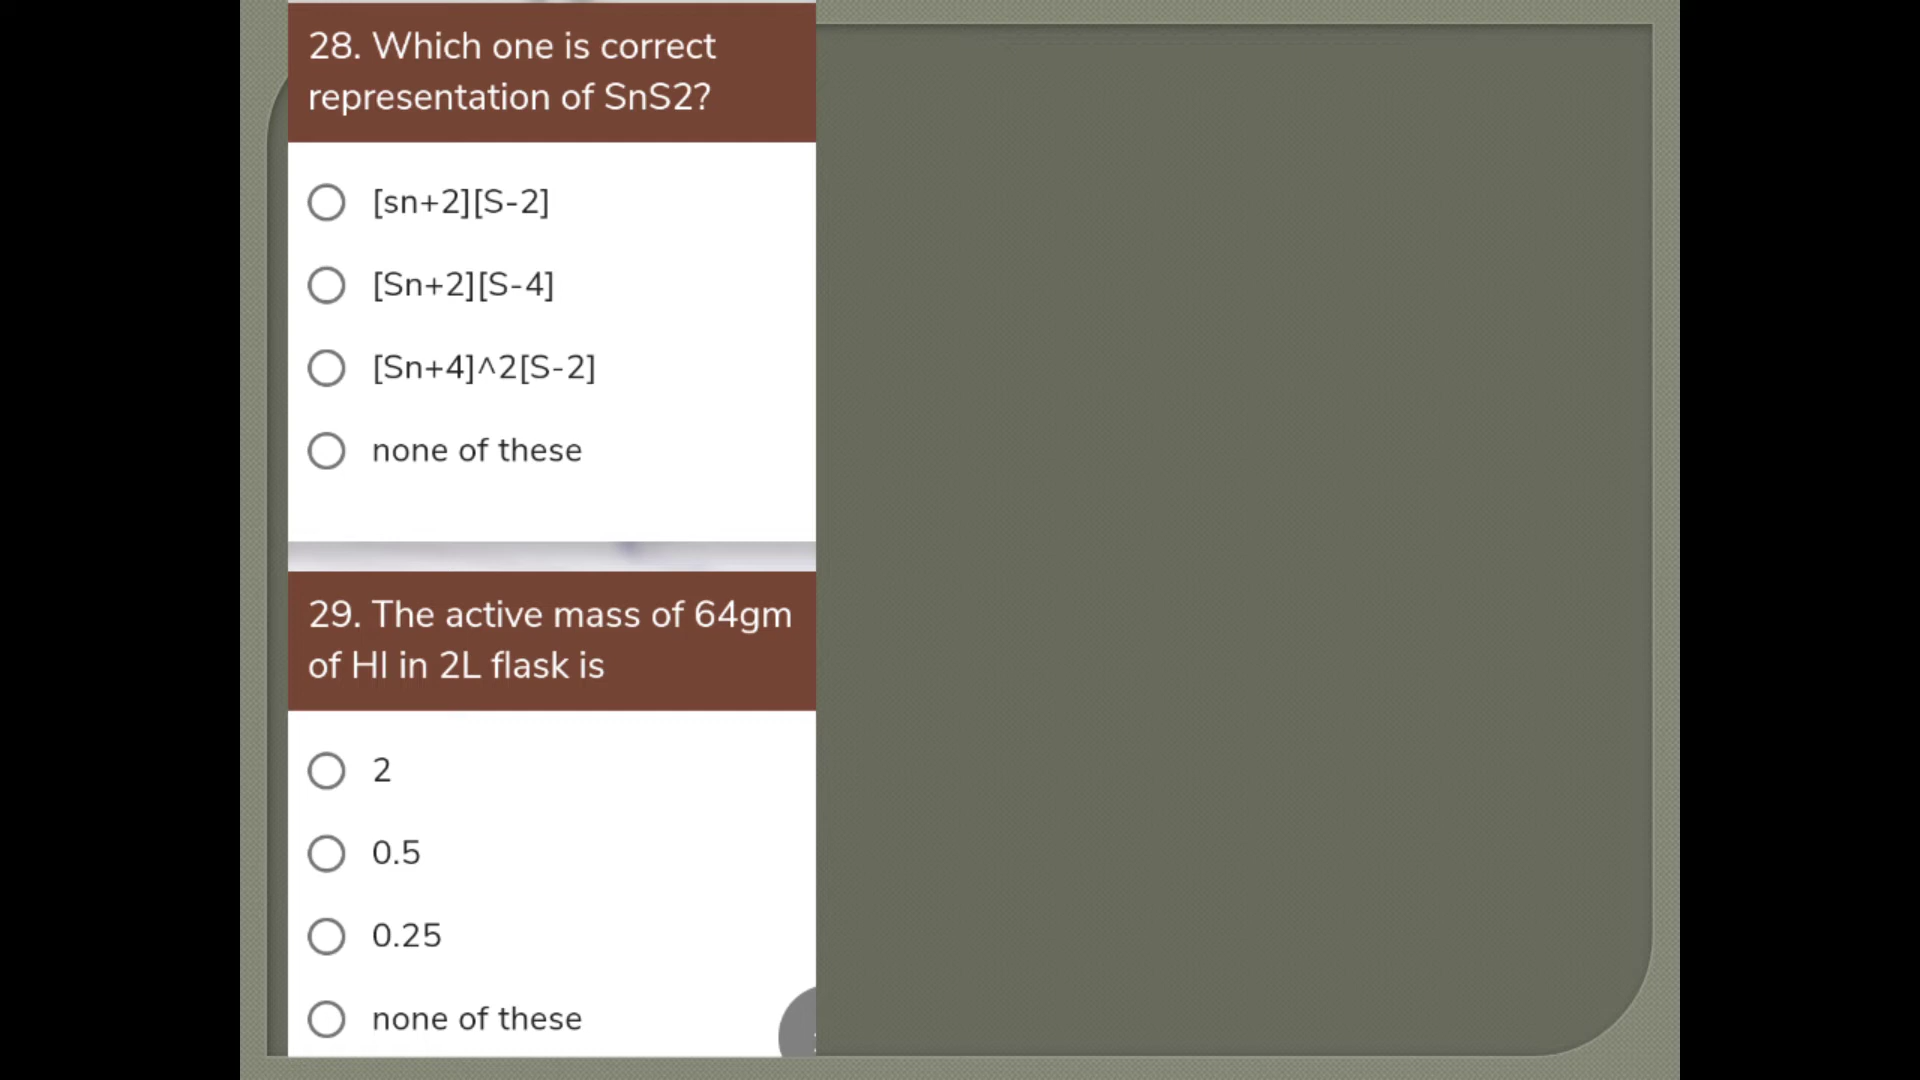 28. Which one is correct
representation of SnS2?
[sn+2][S-2]
[Sn+2][S-4]
[Sn+4]^2[S-2]
none of these
29. The active mass of 64gm
of Hl in 2L flask is
2
0.5
0.25
none of these